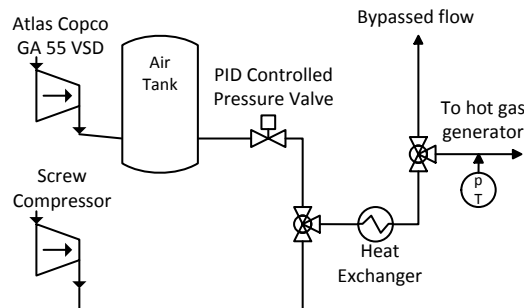 Atlas Copco
GA 55 VSD
Air
Tank
PID Controlled
Pressure Valve
Bypassed flow
To hot gas
generator
p
T
Screw
Compressor
Heat
Exchanger